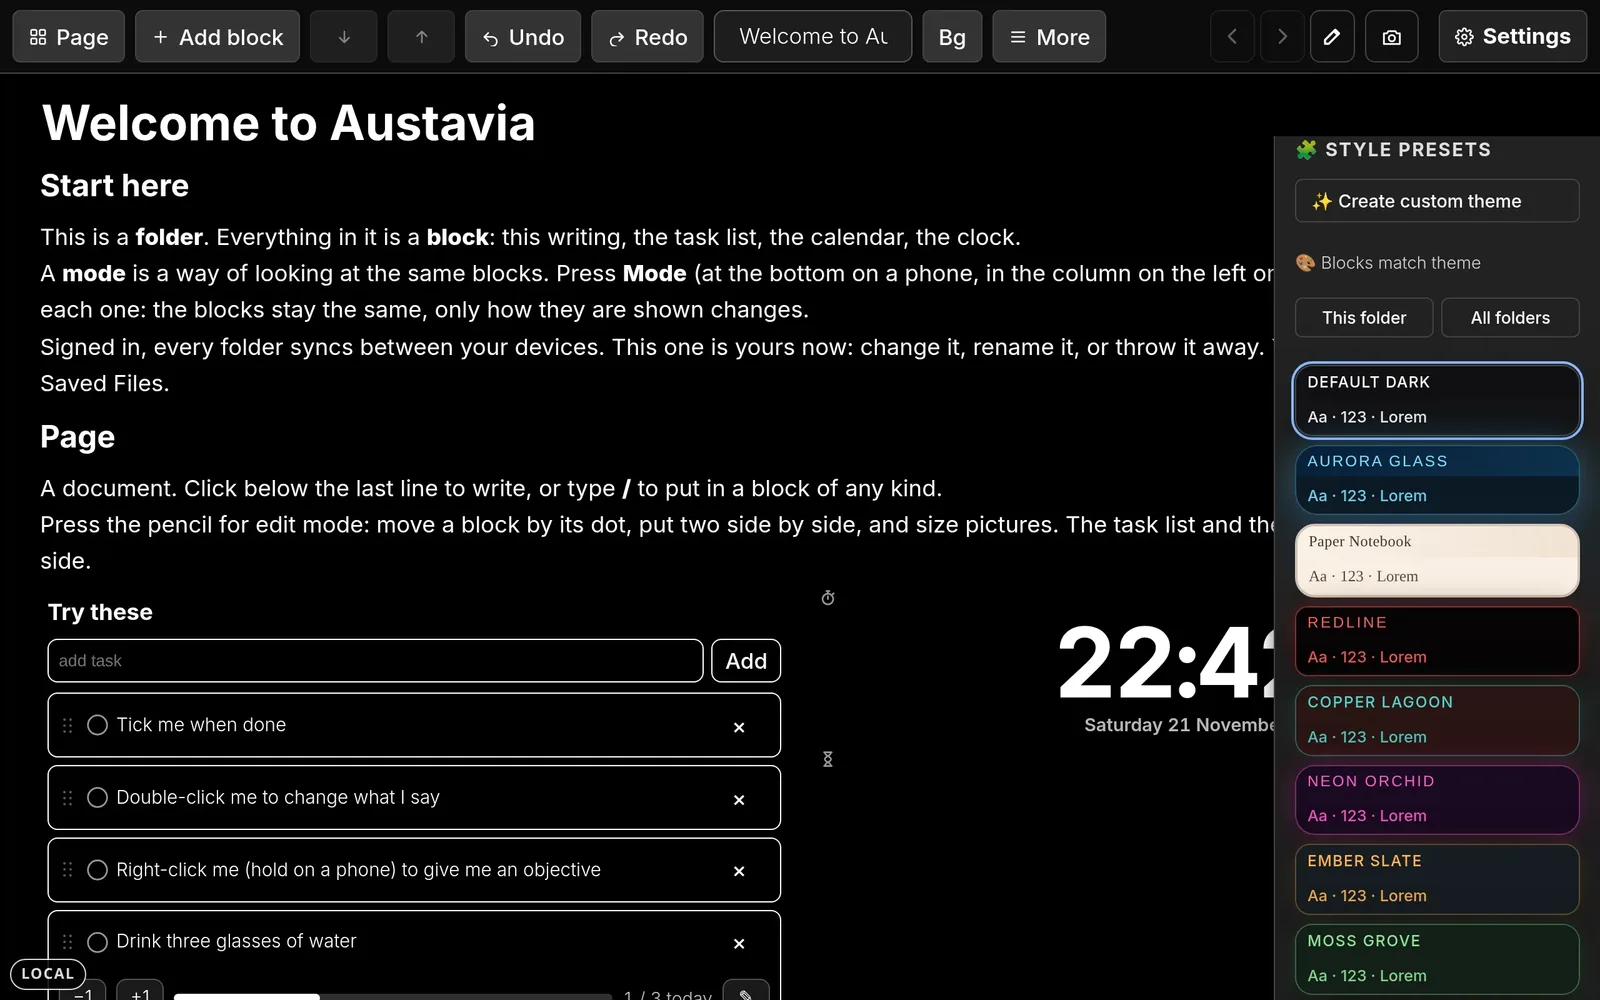 Page
+ Add block
↓
↑
Undo
Redo
Welcome to Au
Bg
More
Settings
Welcome to Austavia
Start here
This is a folder. Everything in it is a block: this writing, the task list, the calendar, the clock.
A mode is a way of looking at the same blocks. Press Mode (at the bottom on a phone, in the column on the left or
each one: the blocks stay the same, only how they are shown changes.
Signed in, every folder syncs between your devices. This one is yours now: change it, rename it, or throw it away.
Saved Files.
Page
A document. Click below the last line to write, or type / to put in a block of any kind.
Press the pencil for edit mode: move a block by its dot, put two side by side, and size pictures. The task list and the
side.
Try these
add task
Add
Tick me when done
×
Double-click me to change what I say
×
Right-click me (hold on a phone) to give me an objective
×
Drink three glasses of water
×
−1
+1
1 / 3 today
LOCAL
22:42
Saturday 21 Novembe
STYLE PRESETS
Create custom theme
Blocks match theme
This folder
All folders
DEFAULT DARK
Aa · 123 · Lorem
AURORA GLASS
Aa · 123 · Lorem
Paper Notebook
Aa · 123 · Lorem
REDLINE
Aa · 123 · Lorem
COPPER LAGOON
Aa · 123 · Lorem
NEON ORCHID
Aa · 123 · Lorem
EMBER SLATE
Aa · 123 · Lorem
MOSS GROVE
Aa · 123 · Lorem